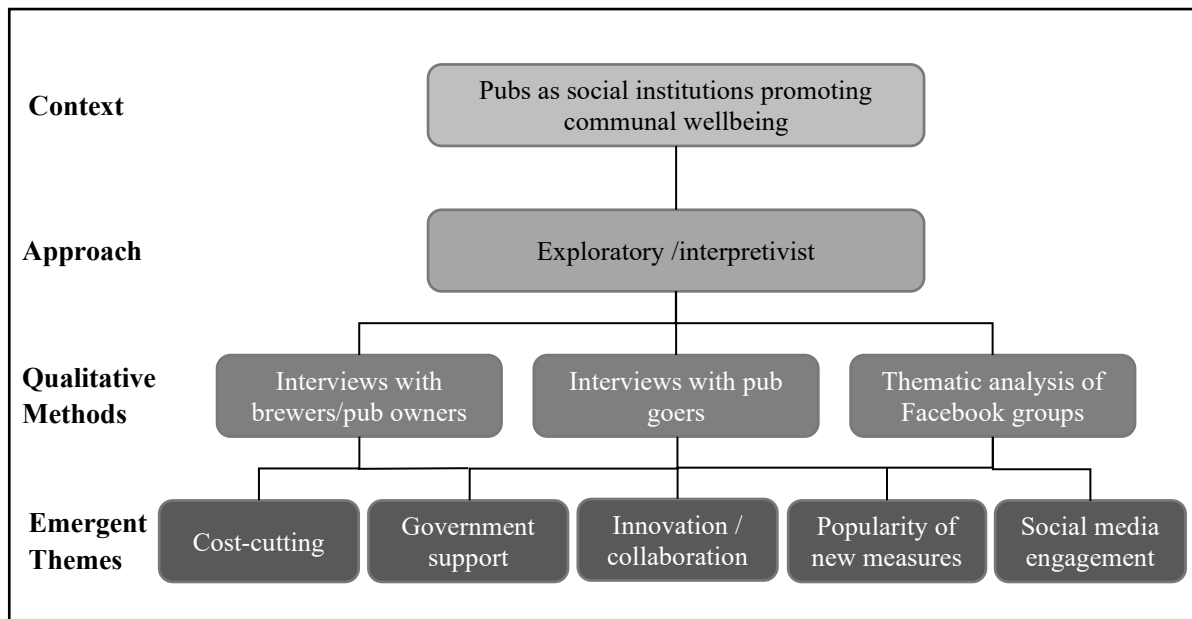 Context
Pubs as social institutions promoting
communal wellbeing
Approach
Exploratory /interpretivist
Qualitative
Methods
Interviews with
brewers/pub owners
Interviews with pub
goers
Thematic analysis of
Facebook groups
Emergent
Themes
Cost-cutting
Government
support
Innovation /
collaboration
Popularity of
new measures
Social media
engagement